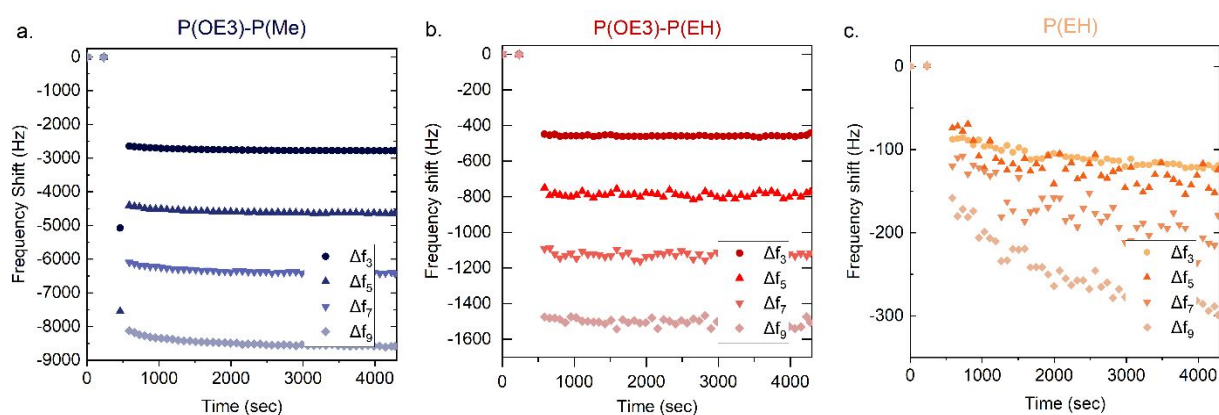 a.
P(OE3)-P(Me)
0
-1000
-2000
-3000
-4000
-5000
-6000
-7000
-8000
-9000
Frequency Shift (Hz)
Δf3
Δf5
Δf7
Δf9
0 1000 2000 3000 4000
Time (sec)
b.
P(OE3)-P(EH)
0
-200
-400
-600
-800
-1000
-1200
-1400
-1600
Frequency shift (Hz)
Δf3
Δf5
Δf7
Δf9
0 1000 2000 3000 4000
Time (sec)
c.
P(EH)
0
-100
-200
-300
Frequency shift (Hz)
Δf3
Δf5
Δf7
Δf9
0 1000 2000 3000 4000
Time (sec)